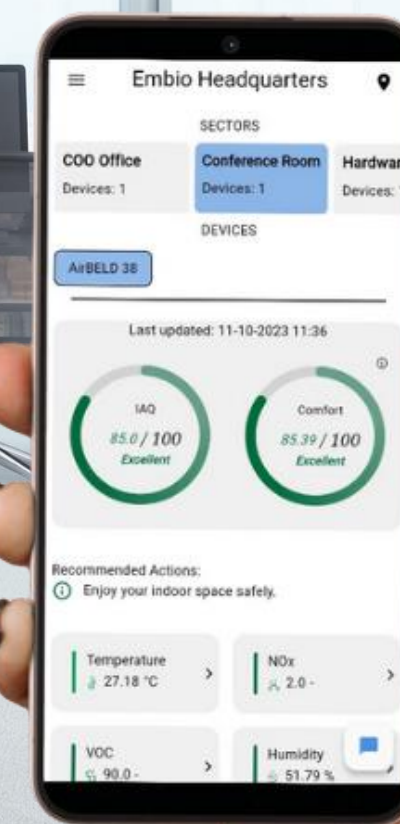 Embio Headquarters
SECTORS
COO Office
Devices: 1
Conference Room
Devices: 1
Hardwar
Devices:
DEVICES
AirBELD 38
Last updated: 11-10-2023 11:36
IAQ
85.0 / 100
Excellent
Comfort
85.39 / 100
Excellent
Recommended Actions:
Enjoy your indoor space safely.
Temperature
27.18 °C
NOx
2.0 -
VOC
90.0 -
Humidity
51.79 %